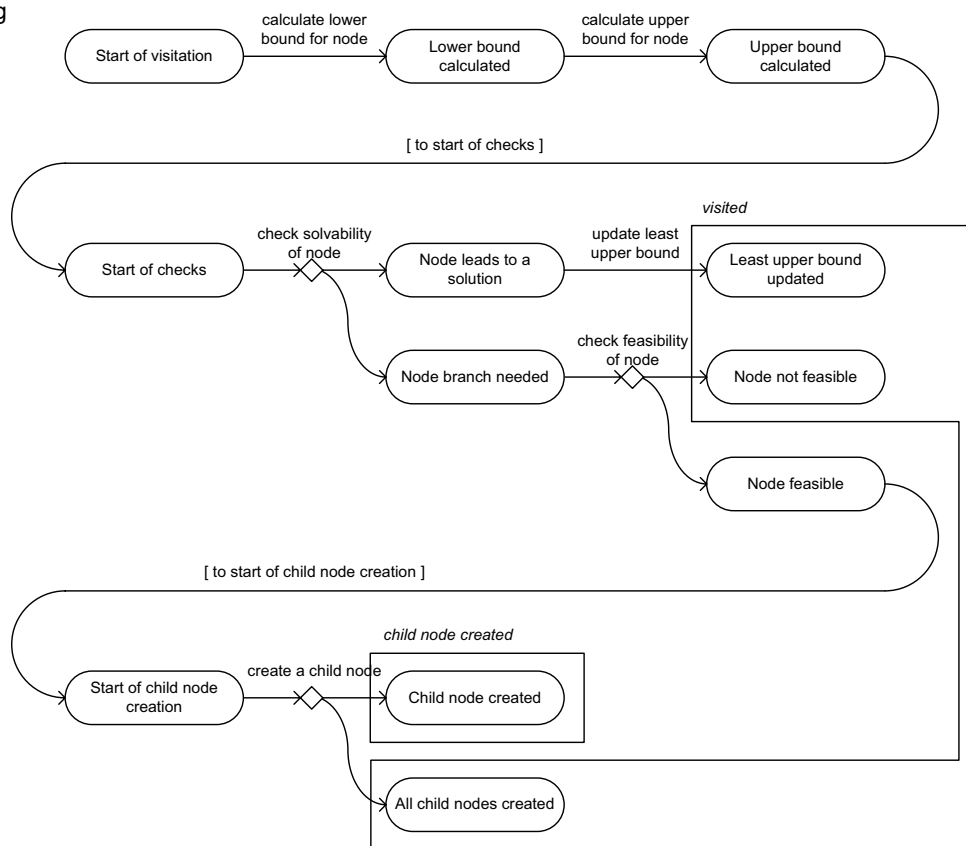 g
calculate lower
bound for node
calculate upper
bound for node
Start of visitation
Lower bound
calculated
Upper bound
calculated
[ to start of checks ]
visited
check solvability
of node
update least
upper bound
Start of checks
Node leads to a
solution
Least upper bound
updated
check feasibility
of node
Node branch needed
Node not feasible
Node feasible
[ to start of child node creation ]
child node created
create a child node
Start of child node
creation
Child node created
All child nodes created